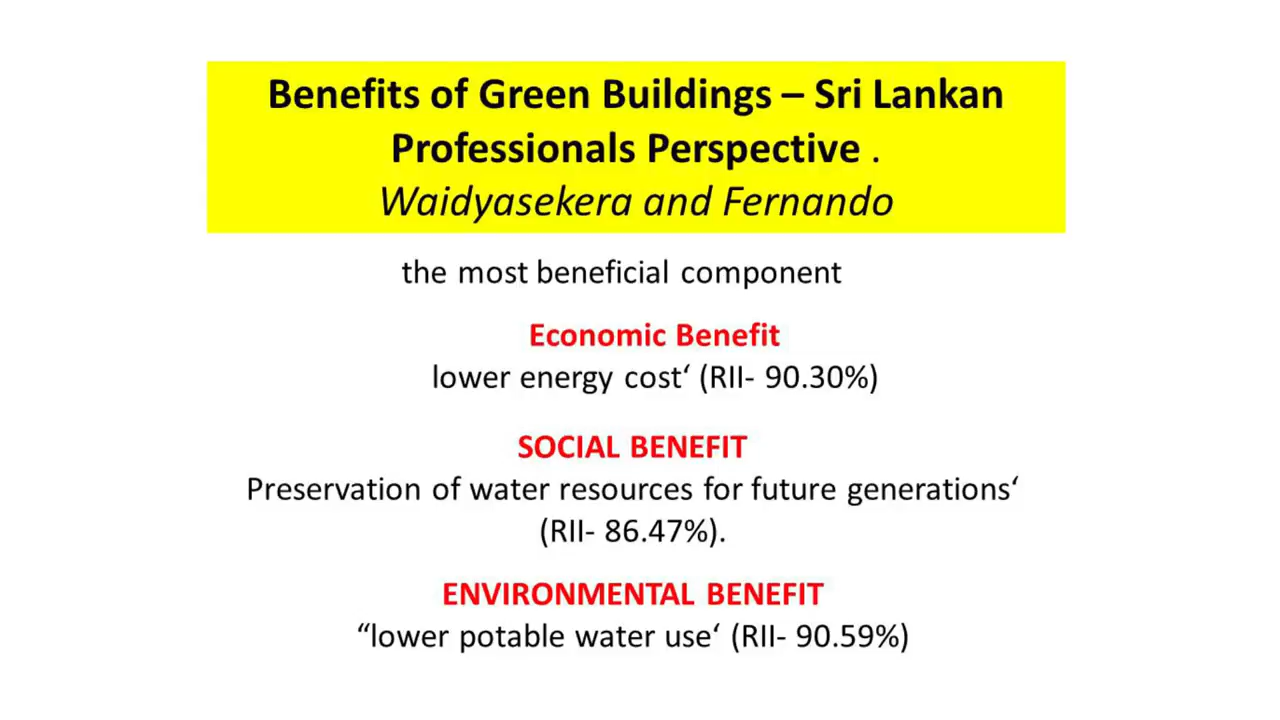 Benefits of Green Buildings – Sri Lankan
Professionals Perspective .
Waidyasekera and Fernando
the most beneficial component
Economic Benefit
lower energy cost‘ (RII- 90.30%)
SOCIAL BENEFIT
Preservation of water resources for future generations‘
(RII- 86.47%).
ENVIRONMENTAL BENEFIT
“lower potable water use‘ (RII- 90.59%)